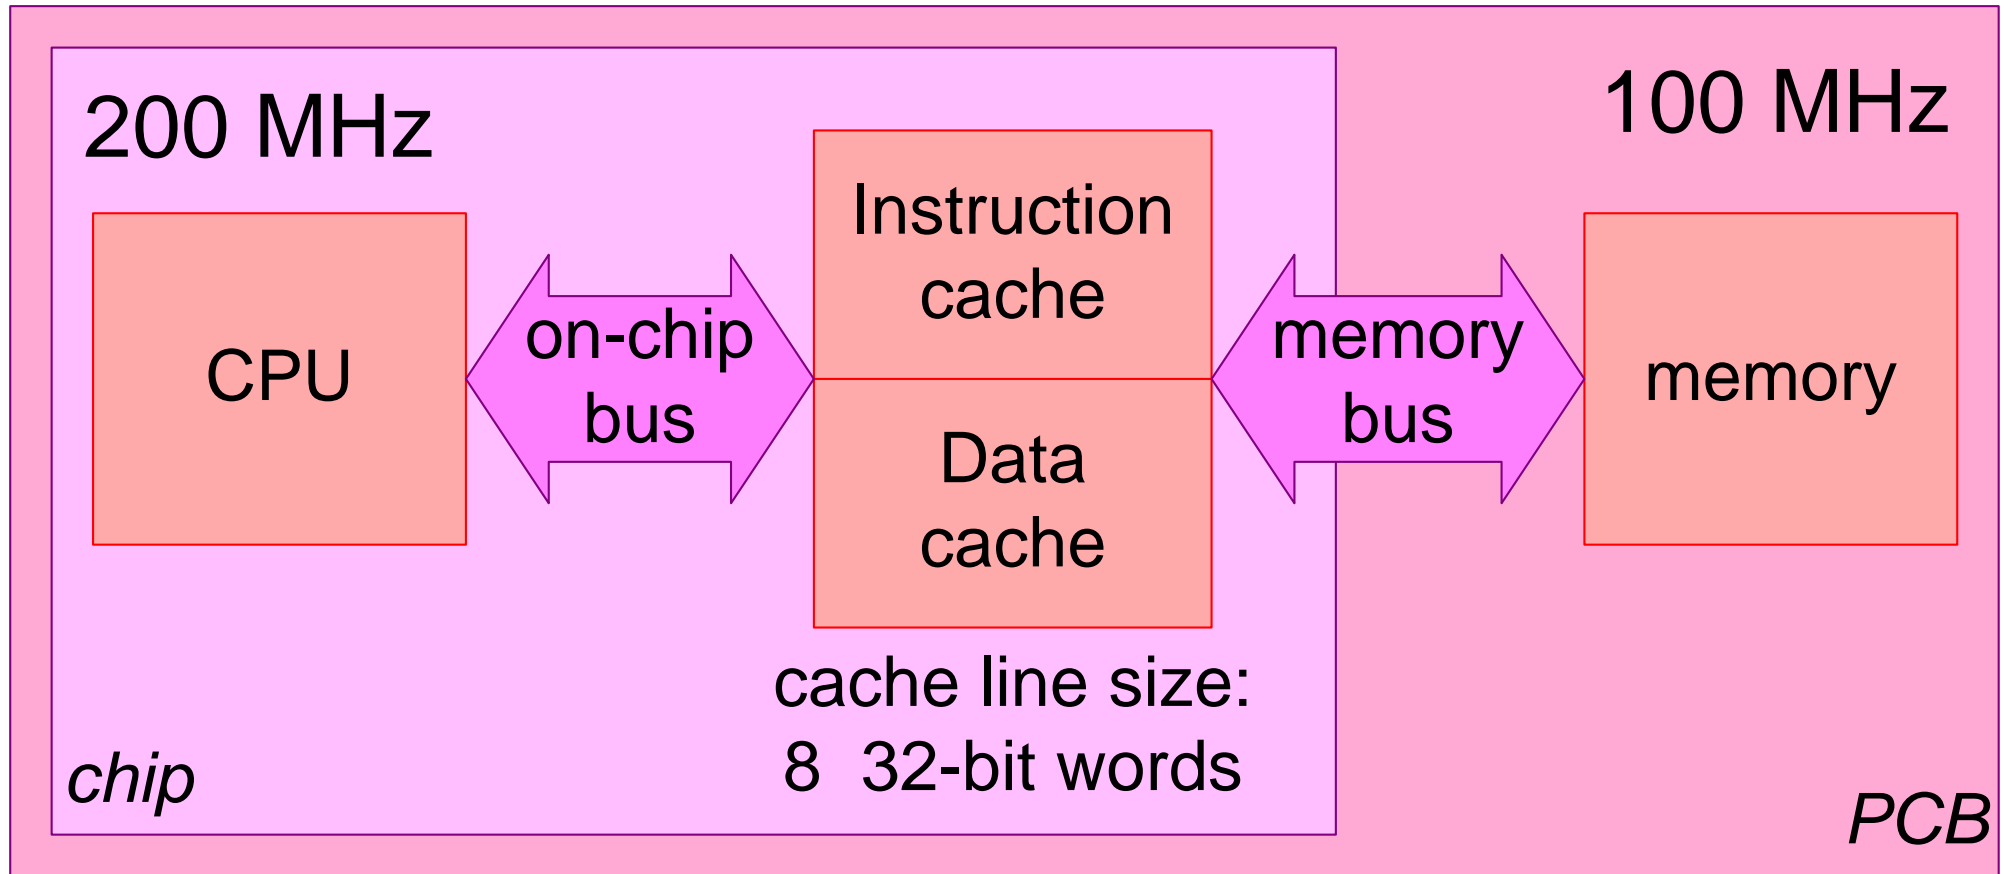 200 MHz
100 MHz
CPU
on-chip
bus
Instruction
cache
Data
cache
memory
bus
memory
cache line size:
8 32-bit words
chip
PCB